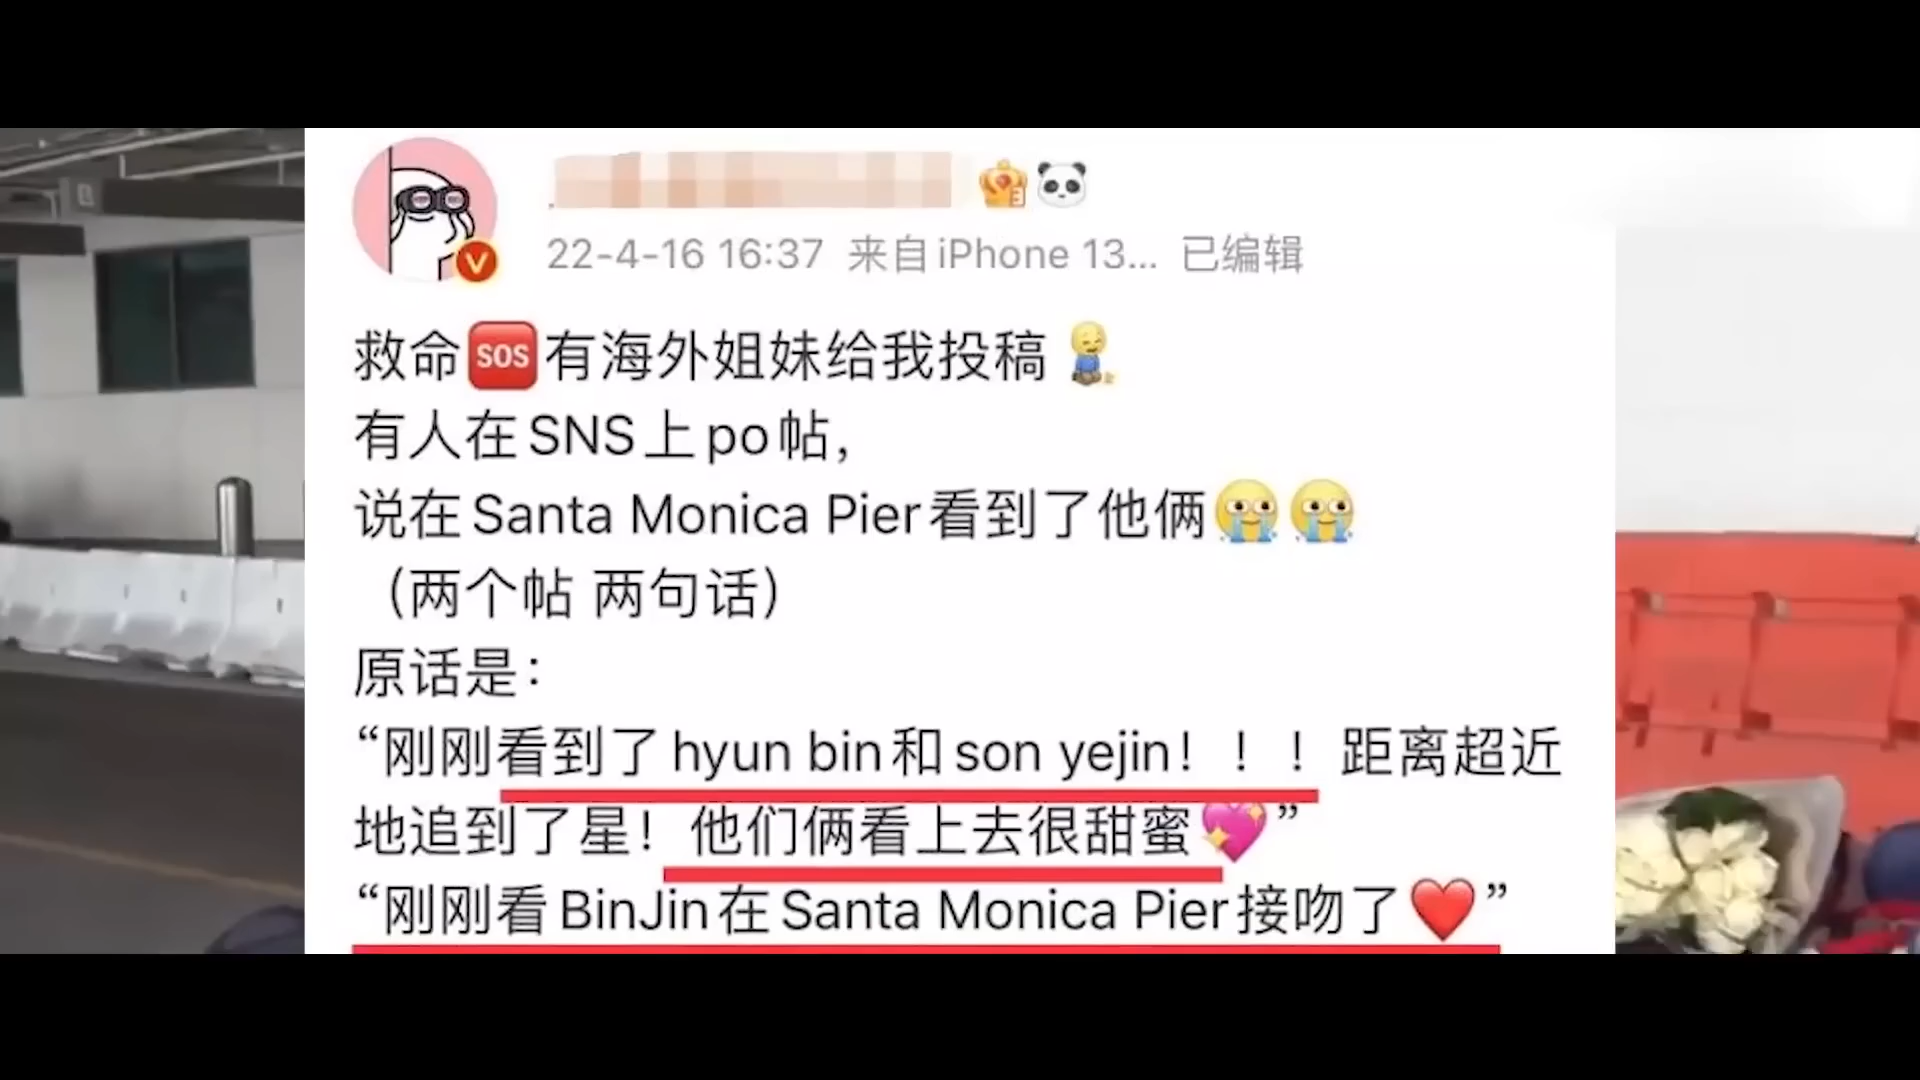 22-4-16 16:37 来自iPhone 13... 已编辑
救命SOS有海外姐妹给我投稿
有人在SNS上po帖，
说在Santa Monica Pier看到了他俩
（两个帖 两句话）
原话是：
“刚刚看到了hyun bin和son yejin！！！距离超近
地追到了星！他们俩看上去很甜蜜”
“刚刚看BinJin在Santa Monica Pier接吻了”